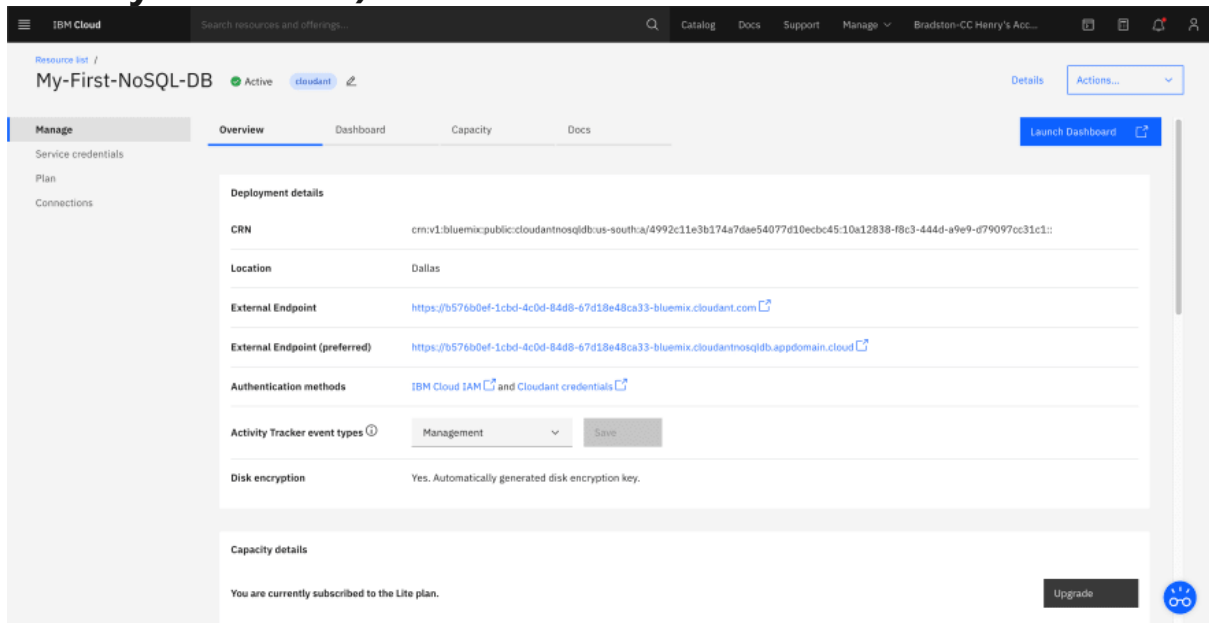 IBM Cloud Search resources and offerings... Catalog Docs Support Manage Bradston-CC Henry's Acc...
Resource list /
My-First-NoSQL-DB Active cloudant Details Actions...
Manage Overview Dashboard Capacity Docs Launch Dashboard
Service credentials
Plan
Connections
Deployment details
CRN crn:v1:bluemix:public:cloudantnosqldb:us-south:a/4992c11e3b174a7dae54077d10ecbc45:10a12838-f8c3-444d-a9e9-d79097cc31c1::
Location Dallas
External Endpoint https://b576b0ef-1cbd-4c0d-84d8-67d18e48ca33-bluemix.cloudant.com
External Endpoint (preferred) https://b576b0ef-1cbd-4c0d-84d8-67d18e48ca33-bluemix.cloudantnosqldb.appdomain.cloud
Authentication methods IBM Cloud IAM and Cloudant credentials
Activity Tracker event types Management Save
Disk encryption Yes. Automatically generated disk encryption key.
Capacity details
You are currently subscribed to the Lite plan. Upgrade